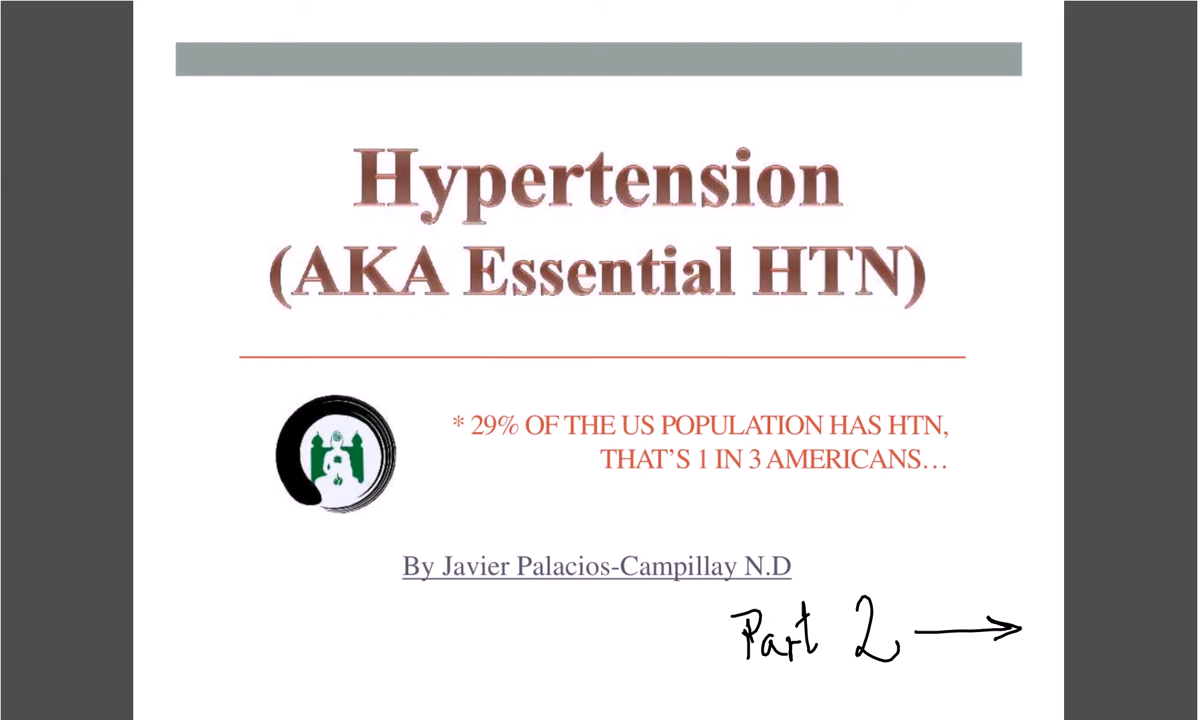 Hypertension
(AKA Essential HTN)
* 29% OF THE US POPULATION HAS HTN,
THAT'S 1 IN 3 AMERICANS…
By Javier Palacios-Campillay N.D
Part 2